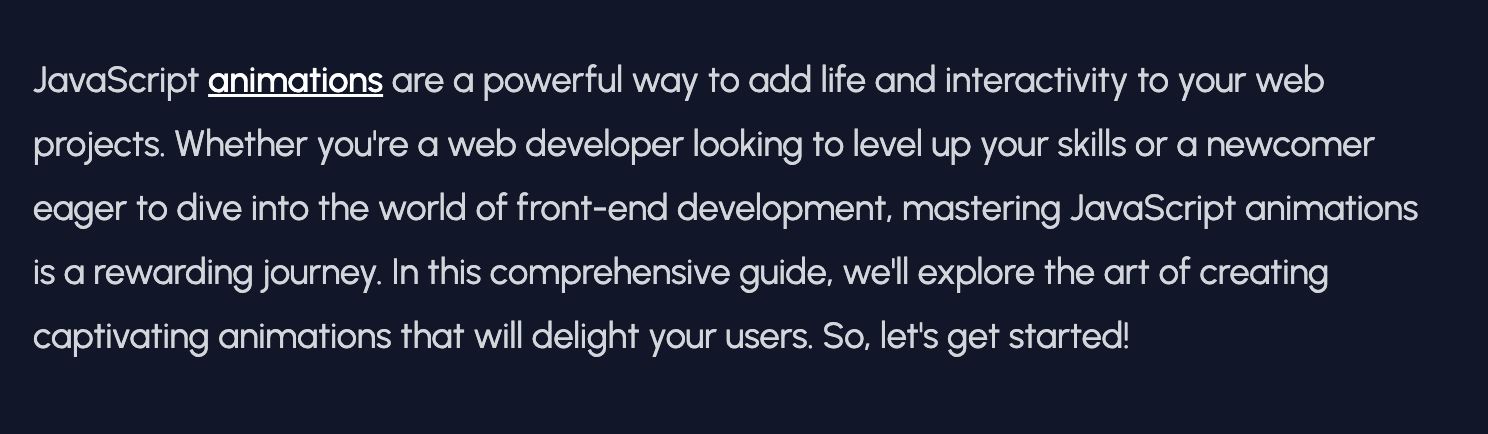 JavaScript animations are a powerful way to add life and interactivity to your web
projects. Whether you're a web developer looking to level up your skills or a newcomer
eager to dive into the world of front-end development, mastering JavaScript animations
is a rewarding journey. In this comprehensive guide, we'll explore the art of creating
captivating animations that will delight your users. So, let's get started!